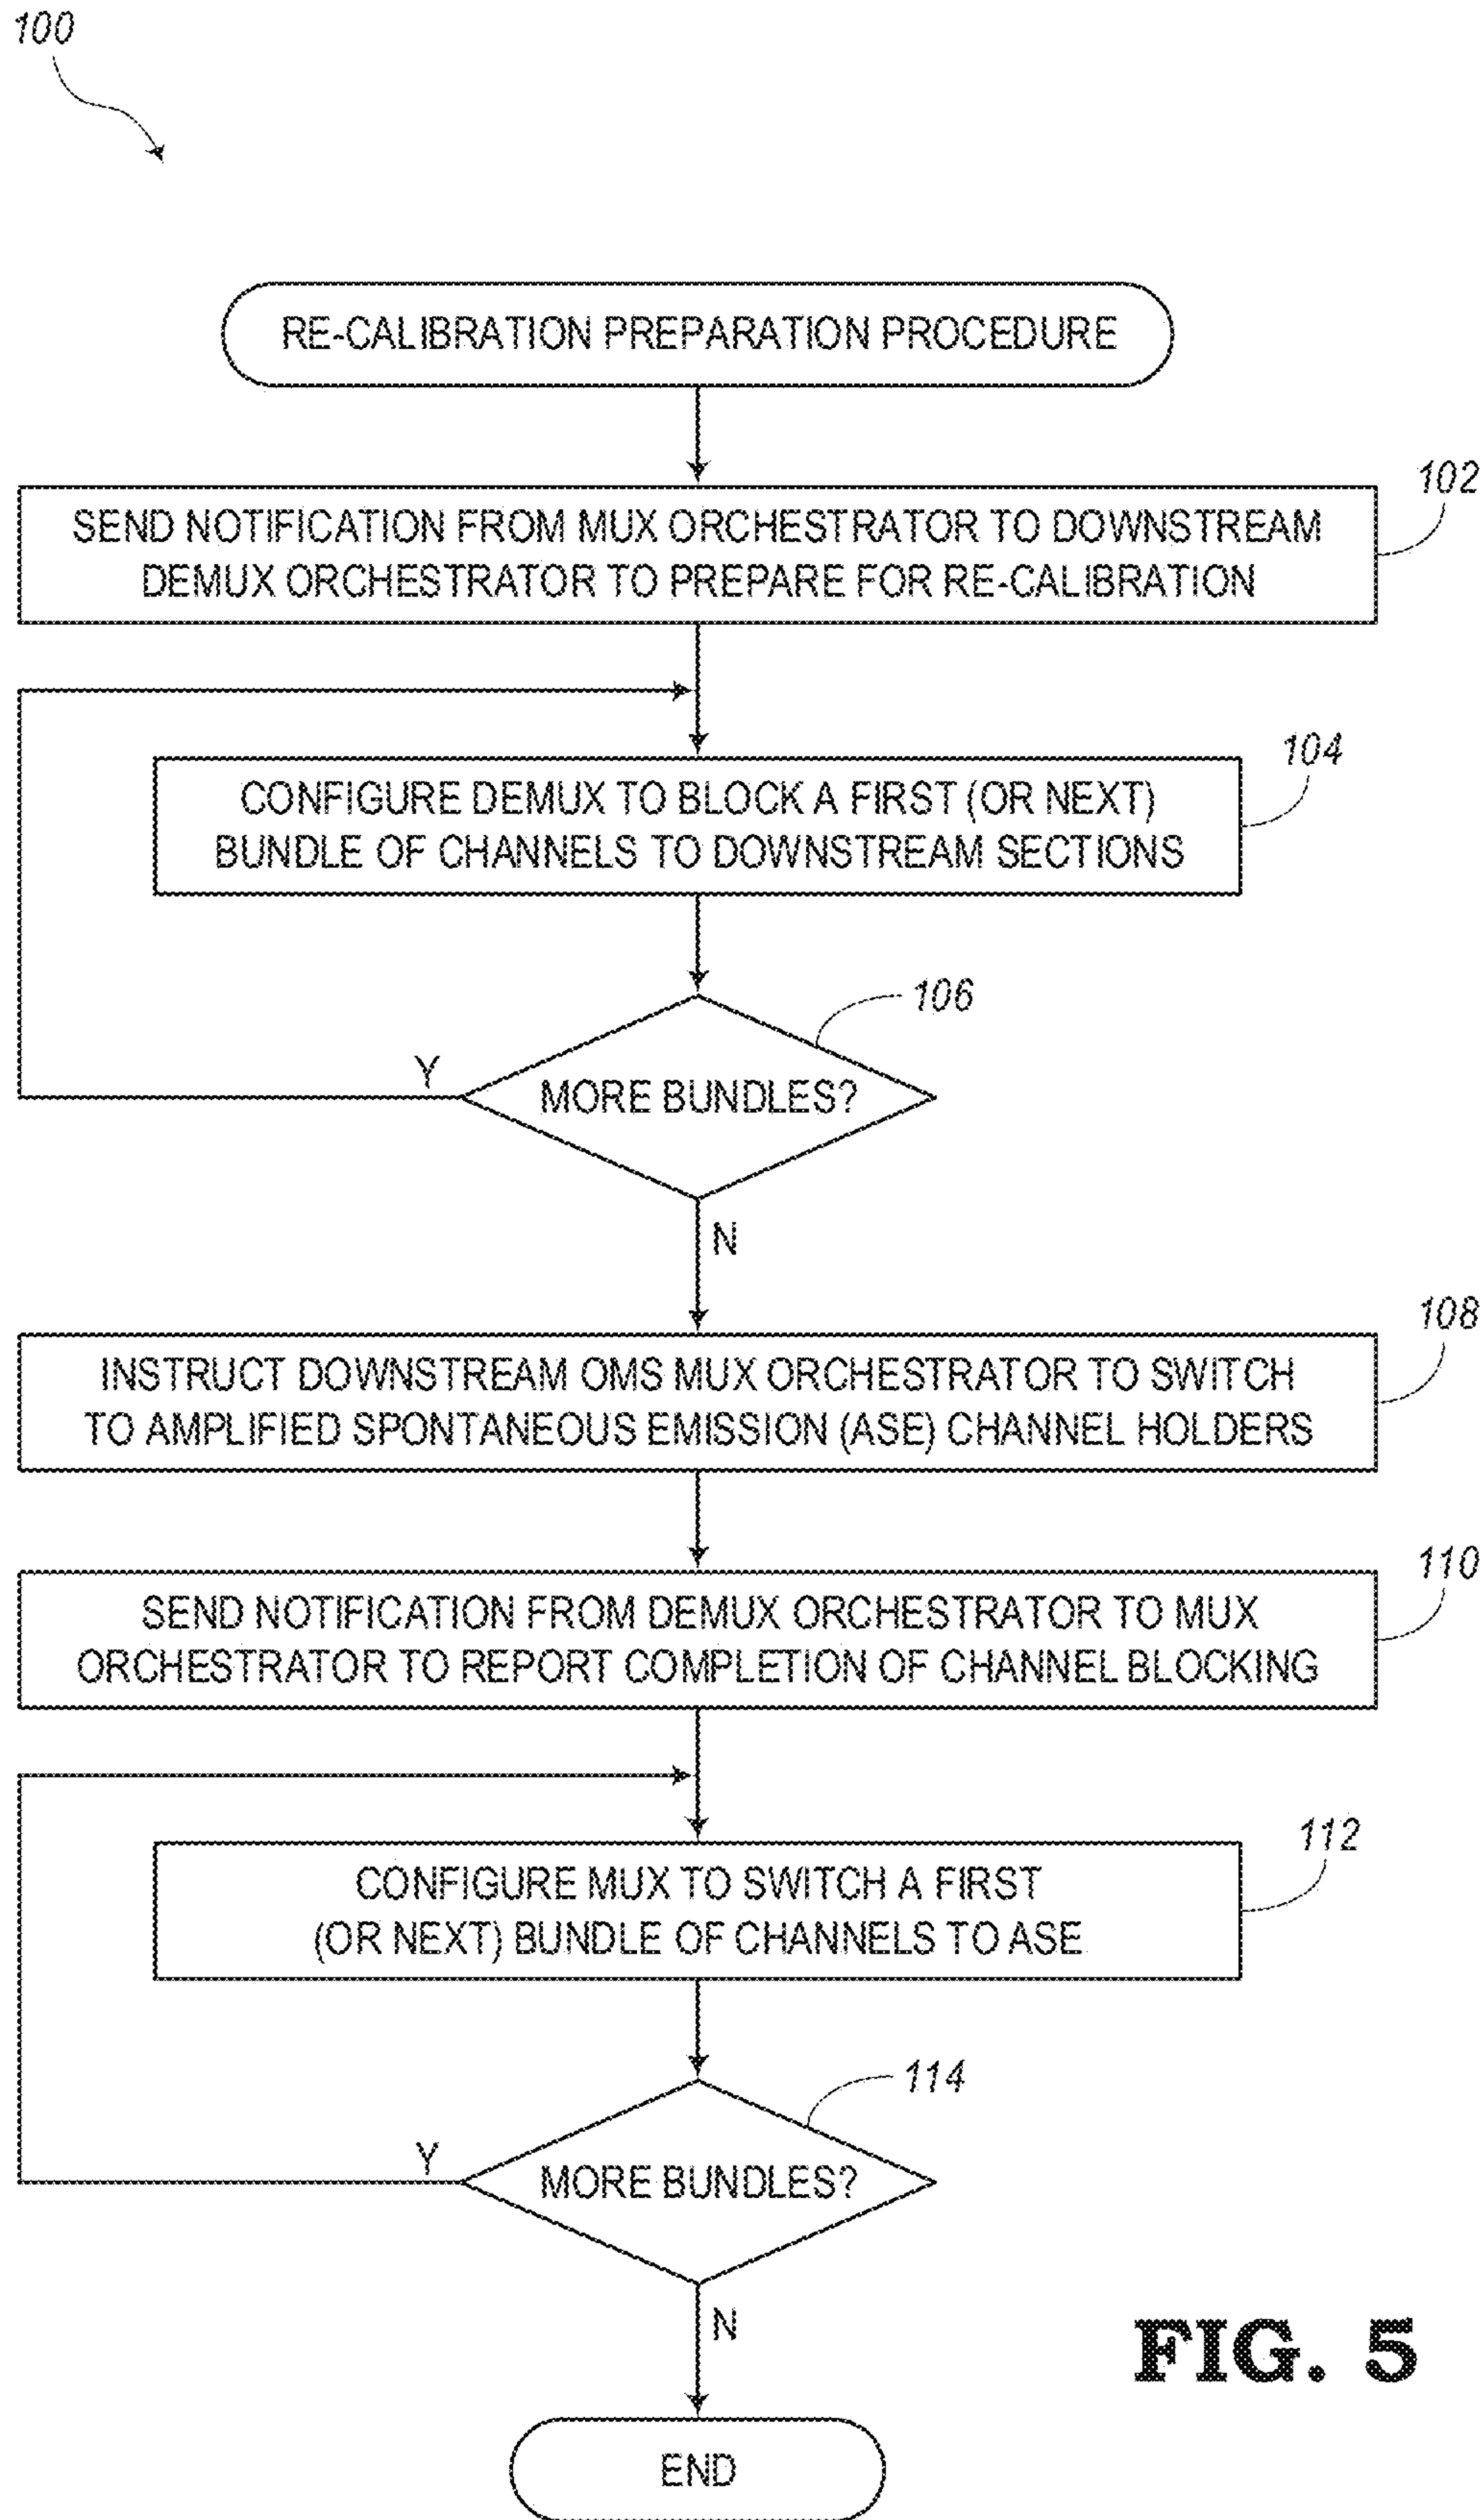 100
RE-CALIBRATION PREPARATION PROCEDURE
102
SEND NOTIFICATION FROM MUX ORCHESTRATOR TO DOWNSTREAM
DEMUX ORCHESTRATOR TO PREPARE FOR RE-CALIBRATION
104
CONFIGURE DEMUX TO BLOCK A FIRST (OR NEXT)
BUNDLE OF CHANNELS TO DOWNSTREAM SECTIONS
106
Y
MORE BUNDLES?
N
108
INSTRUCT DOWNSTREAM OMS MUX ORCHESTRATOR TO SWITCH
TO AMPLIFIED SPONTANEOUS EMISSION (ASE) CHANNEL HOLDERS
110
SEND NOTIFICATION FROM DEMUX ORCHESTRATOR TO MUX
ORCHESTRATOR TO REPORT COMPLETION OF CHANNEL BLOCKING
112
CONFIGURE MUX TO SWITCH A FIRST
(OR NEXT) BUNDLE OF CHANNELS TO ASE
114
Y
MORE BUNDLES?
N
FIG. 5
END